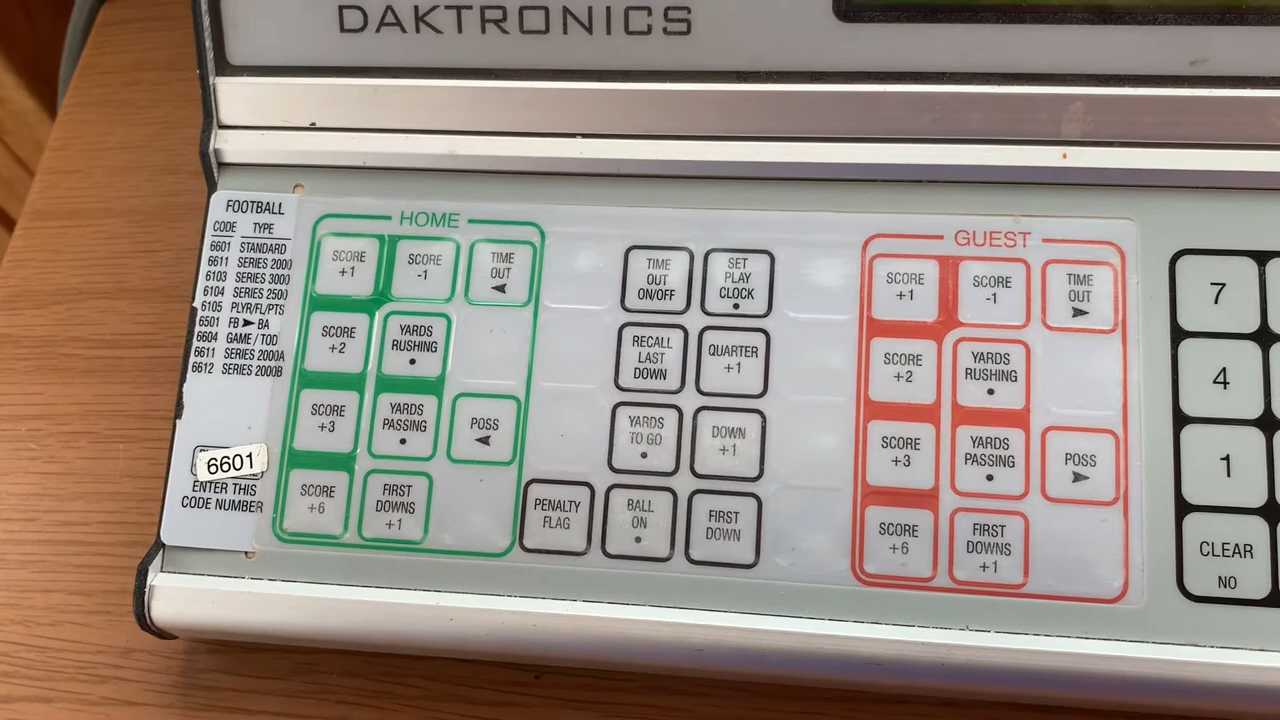 DAKTRONICS
FOOTBALL
CODE TYPE
6601 STANDARD
6611 SERIES 2000
6103 SERIES 3000
6104 SERIES 2500
6105 PLYR/FL/PTS
6501 FB ► BA
6604 GAME / TOD
6611 SERIES 2000A
6612 SERIES 2000B
6601
ENTER THIS
CODE NUMBER
HOME
SCORE
+1
SCORE
-1
TIME
OUT
◄
SCORE
+2
YARDS
RUSHING
•
SCORE
+3
YARDS
PASSING
•
POSS
◄
SCORE
+6
FIRST
DOWNS
+1
TIME
OUT
ON/OFF
SET
PLAY
CLOCK
•
RECALL
LAST
DOWN
QUARTER
+1
YARDS
TO GO
•
DOWN
+1
PENALTY
FLAG
BALL
ON
•
FIRST
DOWN
GUEST
SCORE
+1
SCORE
-1
TIME
OUT
►
SCORE
+2
YARDS
RUSHING
•
SCORE
+3
YARDS
PASSING
•
POSS
►
SCORE
+6
FIRST
DOWNS
+1
7
4
1
CLEAR
NO